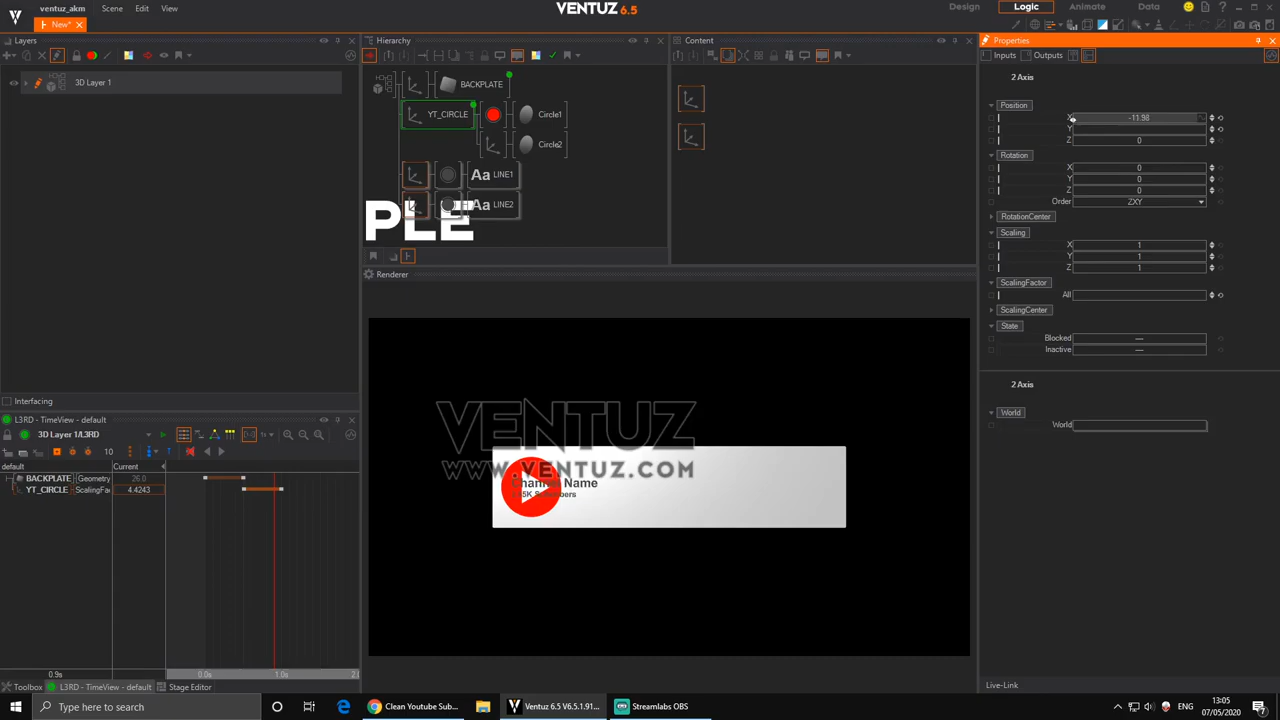 ventuz_akm Scene Edit View VENTUZ 6.5 Design Logic Animate Data
New* ×
Layers Hierarchy Content Properties
Inputs Outputs
3D Layer 1
2 Axis
BACKPLATE
Position
YT_CIRCLE Circle1
X -11.98
Y
Z 0
Circle2
Rotation
X 0
Y 0
Z 0
Order ZXY
Aa LINE1
Aa LINE2
PLE
RotationCenter
Scaling
X 1
Y 1
Z 1
Renderer
ScalingFactor
All
ScalingCenter
State
Blocked —
Inactive —
2 Axis
World
World
VENTUZ
WWW.VENTUZ.COM
Channel Name
Interfacing
L3RD - TimeView - default
3D Layer 1/L3RD
10
default Current
BACKPLATE Geometry 26.0
YT_CIRCLE ScalingFac 4.4243
0.9s 0.0s 1.0s 2.0
Toolbox L3RD - TimeView - default Stage Editor
Live-Link
Type here to search
Clean Youtube Sub...
Ventuz 6.5 V6.5.1.91...
Streamlabs OBS
ENG
13:05
07/05/2020